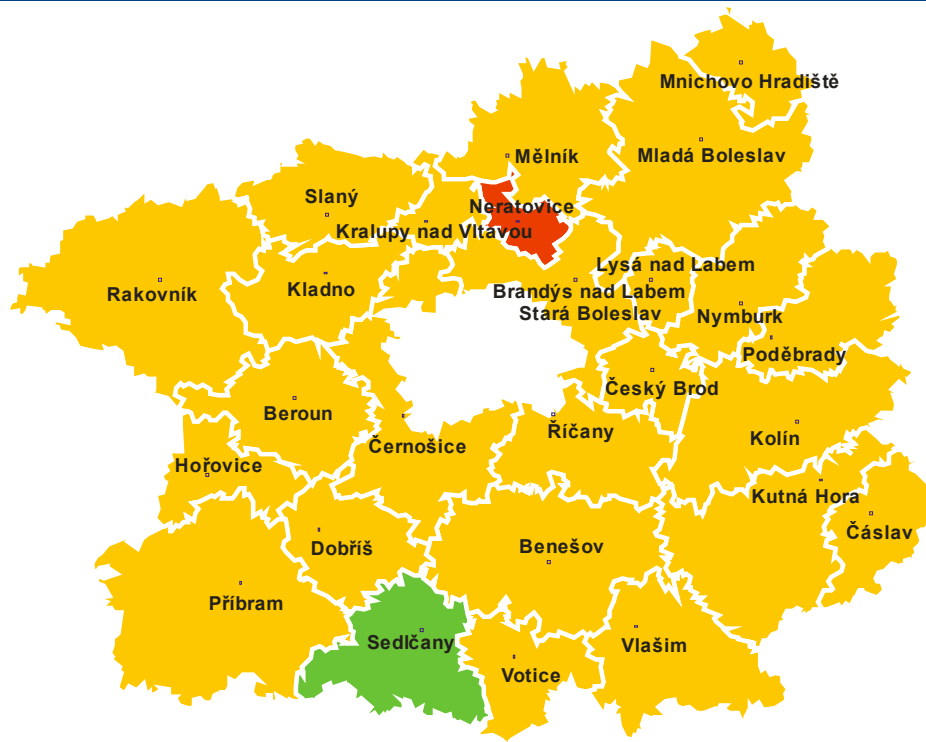 Mnichovo Hradiště
Mělník
Mladá Boleslav
Slaný
Neratovice
Kralupy nad Vltavou
Lysá nad Labem
Rakovník
Kladno
Brandýs nad Labem
Stará Boleslav
Nymburk
Poděbrady
Český Brod
Beroun
Říčany
Kolín
Černošice
Hořovice
Kutná Hora
Čáslav
Dobříš
Benešov
Příbram
Sedlčany
Vlašim
Votice